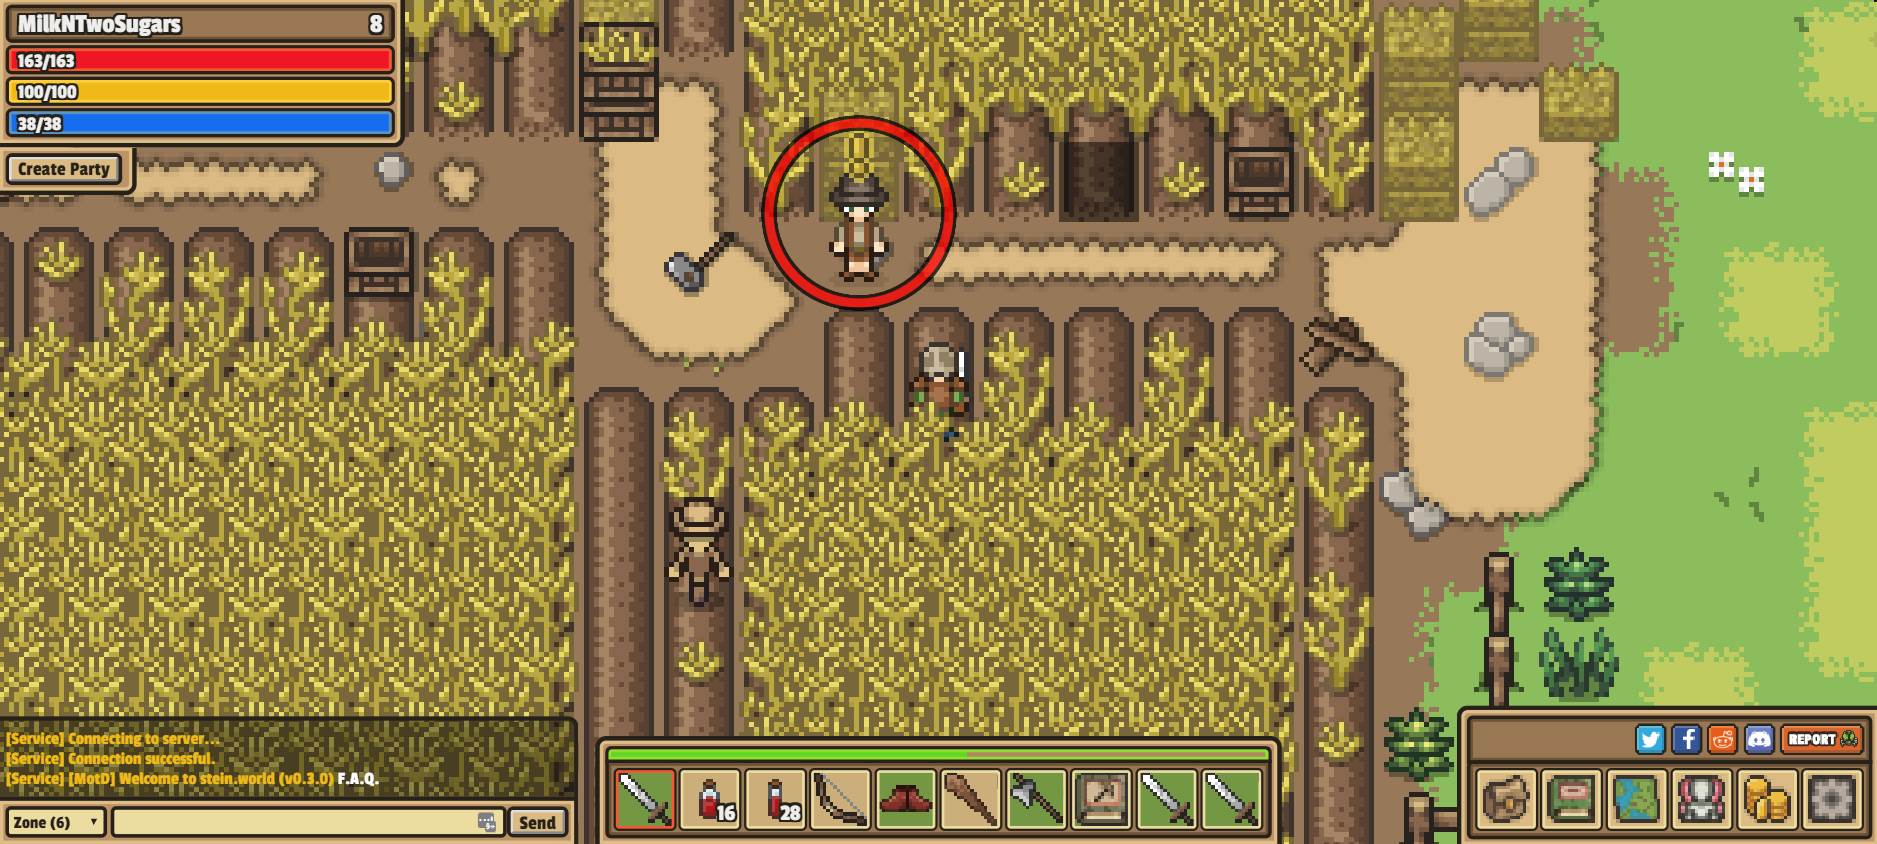 MilkNTwoSugars 8
163/163
100/100
38/38
Create Party
[Service] Connecting to server...
[Service] Connection successful.
[Service] [MotD] Welcome to stein.world (v0.3.0) F.A.Q.
Zone (6)
Send
16
28
REPORT